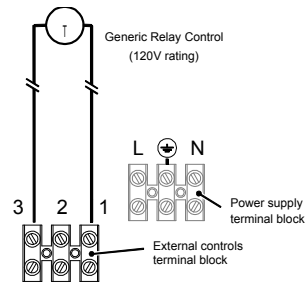 T
Generic Relay Control
(120V rating)
L N
3 2 1
Power supply
terminal block
External controls
terminal block